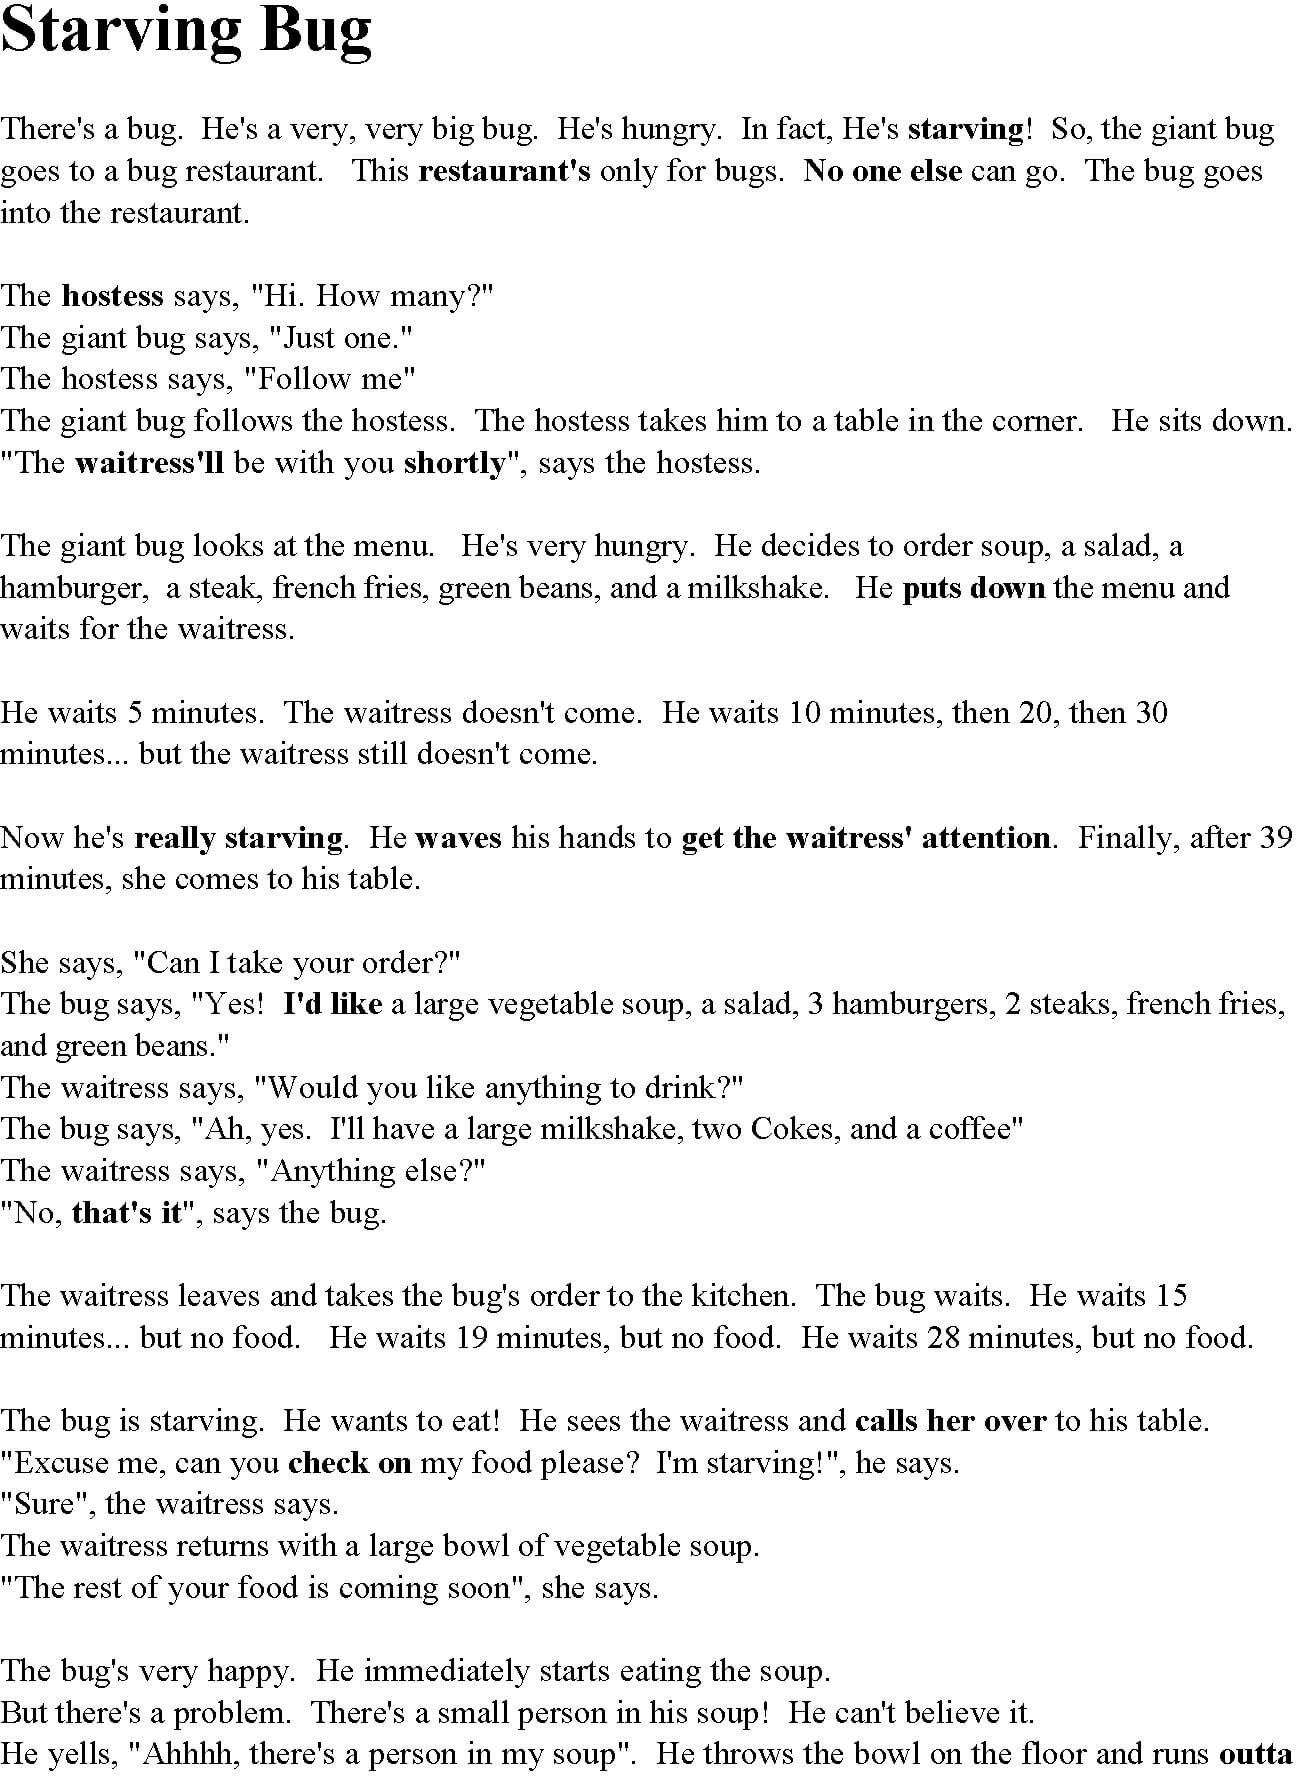 Starving Bug
There's a bug.  He's a very, very big bug.  He's hungry.  In fact, He's starving!  So, the giant bug
goes to a bug restaurant.   This restaurant's only for bugs.  No one else can go.  The bug goes
into the restaurant.
The hostess says, "Hi. How many?"
The giant bug says, "Just one."
The hostess says, "Follow me"
The giant bug follows the hostess.  The hostess takes him to a table in the corner.   He sits down.
"The waitress'll be with you shortly", says the hostess.
The giant bug looks at the menu.   He's very hungry.  He decides to order soup, a salad, a
hamburger,  a steak, french fries, green beans, and a milkshake.   He puts down the menu and
waits for the waitress.
He waits 5 minutes.  The waitress doesn't come.  He waits 10 minutes, then 20, then 30
minutes... but the waitress still doesn't come.
Now he's really starving.  He waves his hands to get the waitress' attention.  Finally, after 39
minutes, she comes to his table.
She says, "Can I take your order?"
The bug says, "Yes!  I'd like a large vegetable soup, a salad, 3 hamburgers, 2 steaks, french fries,
and green beans."
The waitress says, "Would you like anything to drink?"
The bug says, "Ah, yes.  I'll have a large milkshake, two Cokes, and a coffee"
The waitress says, "Anything else?"
"No, that's it", says the bug.
The waitress leaves and takes the bug's order to the kitchen.  The bug waits.  He waits 15
minutes... but no food.   He waits 19 minutes, but no food.  He waits 28 minutes, but no food.
The bug is starving.  He wants to eat!  He sees the waitress and calls her over to his table.
"Excuse me, can you check on my food please?  I'm starving!", he says.
"Sure", the waitress says.
The waitress returns with a large bowl of vegetable soup.
"The rest of your food is coming soon", she says.
The bug's very happy.  He immediately starts eating the soup.
But there's a problem.  There's a small person in his soup!  He can't believe it.
He yells, "Ahhhh, there's a person in my soup".  He throws the bowl on the floor and runs outta